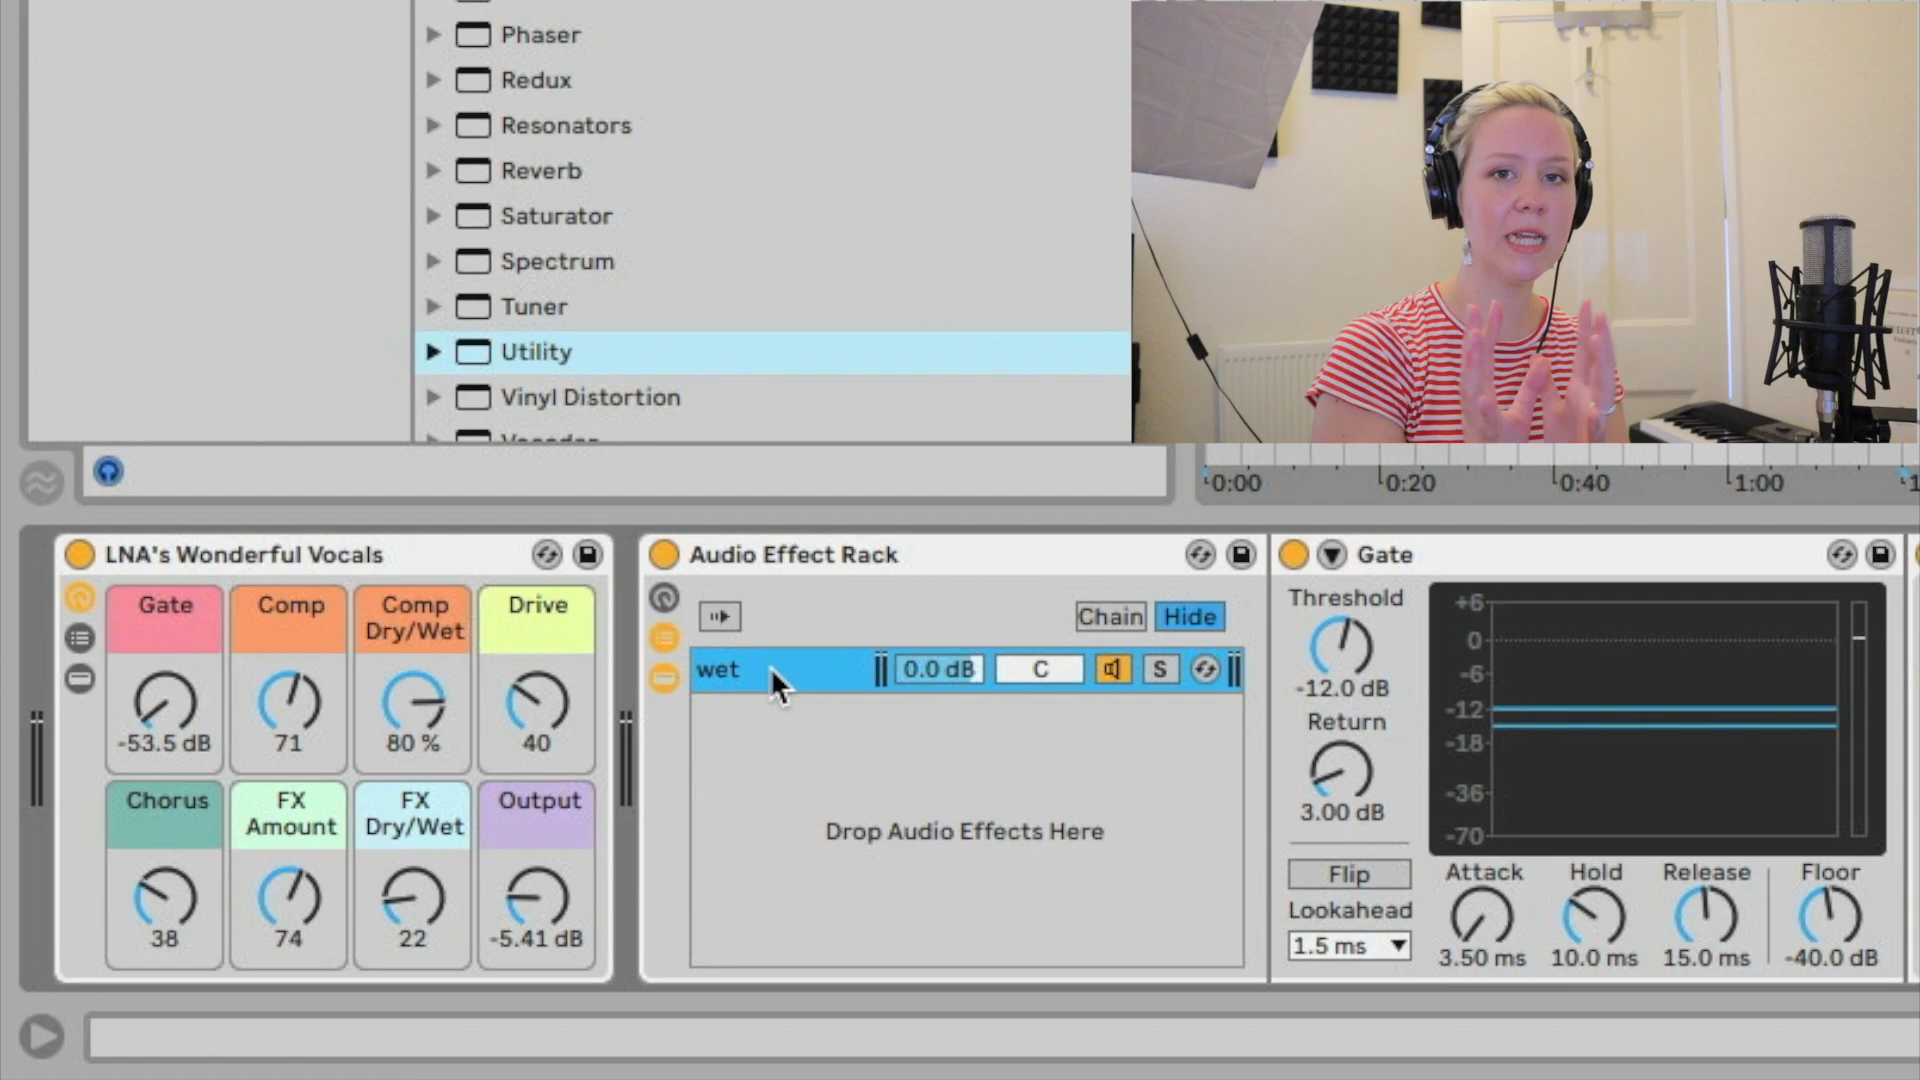 Phaser
Redux
Resonators
Reverb
Saturator
Spectrum
Tuner
Utility
Vinyl Distortion
Vocoder
0:00 0:20 0:40 1:00 1
LNA's Wonderful Vocals
Gate Comp Comp Dry/Wet Drive
-53.5 dB 71 80 % 40
Chorus FX Amount FX Dry/Wet Output
38 74 22 -5.41 dB
Audio Effect Rack
Chain Hide
wet 0.0 dB C S
Drop Audio Effects Here
Gate
Threshold
-12.0 dB
Return
3.00 dB
Flip
Lookahead
1.5 ms
+6
0
-6
-12
-18
-36
-70
Attack Hold Release Floor
3.50 ms 10.0 ms 15.0 ms -40.0 dB